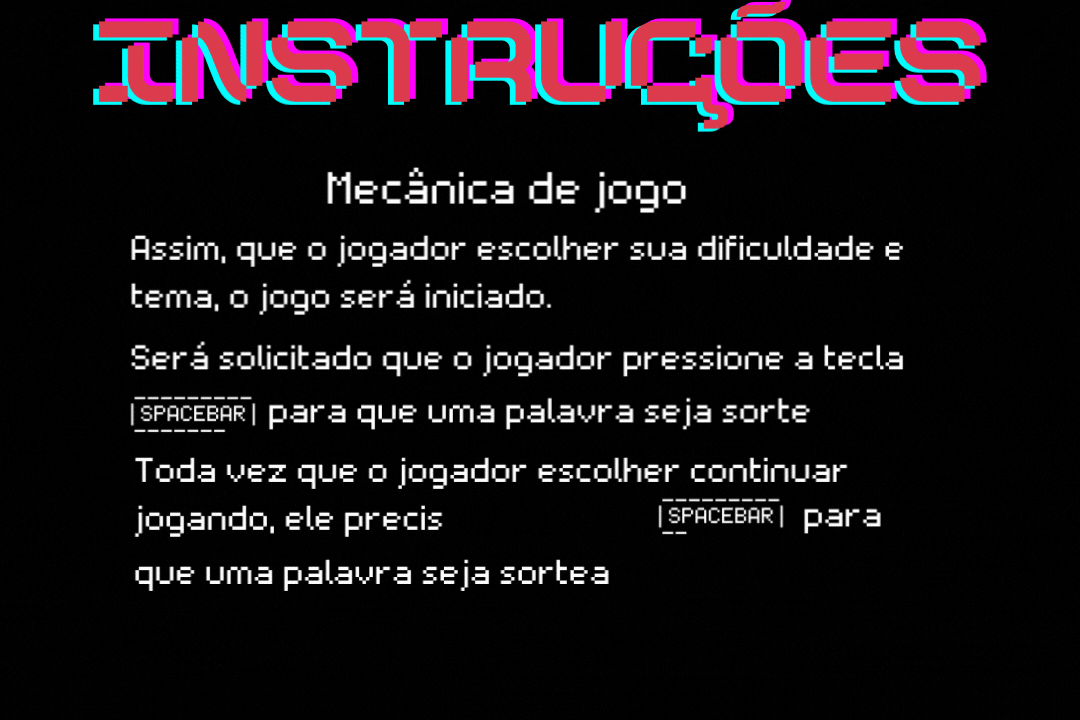 INSTRUÇÕES
Mecânica de jogo
Assim, que o jogador escolher sua dificuldade e
tema, o jogo será iniciado.
Será solicitado que o jogador pressione a tecla
|SPACEBAR| para que uma palavra seja sorte
Toda vez que o jogador escolher continuar
jogando, ele precis |SPACEBAR| para
que uma palavra seja sortea